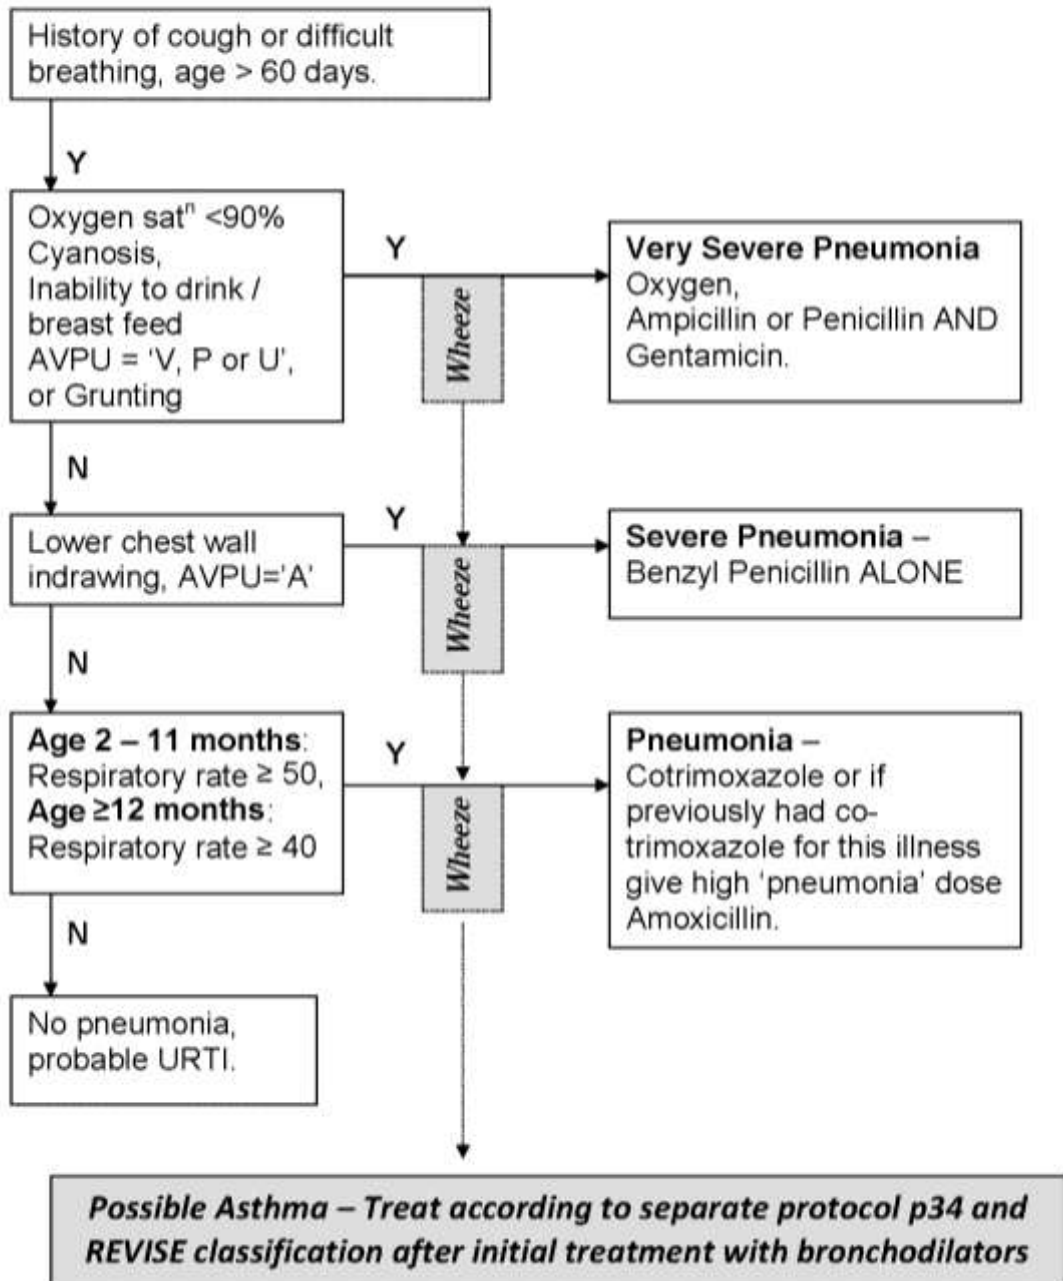 History of cough or difficult
breathing, age > 60 days.
Y
Oxygen satⁿ <90%
Cyanosis,
Inability to drink /
breast feed
AVPU = 'V, P or U',
or Grunting
Y
Wheeze
Very Severe Pneumonia
Oxygen,
Ampicillin or Penicillin AND
Gentamicin.
N
Lower chest wall
indrawing, AVPU='A'
Y
Wheeze
Severe Pneumonia –
Benzyl Penicillin ALONE
N
Age 2 – 11 months:
Respiratory rate ≥ 50,
Age ≥12 months:
Respiratory rate ≥ 40
Y
Wheeze
Pneumonia –
Cotrimoxazole or if
previously had co-
trimoxazole for this illness
give high 'pneumonia' dose
Amoxicillin.
N
No pneumonia,
probable URTI.
Possible Asthma – Treat according to separate protocol p34 and
REVISE classification after initial treatment with bronchodilators